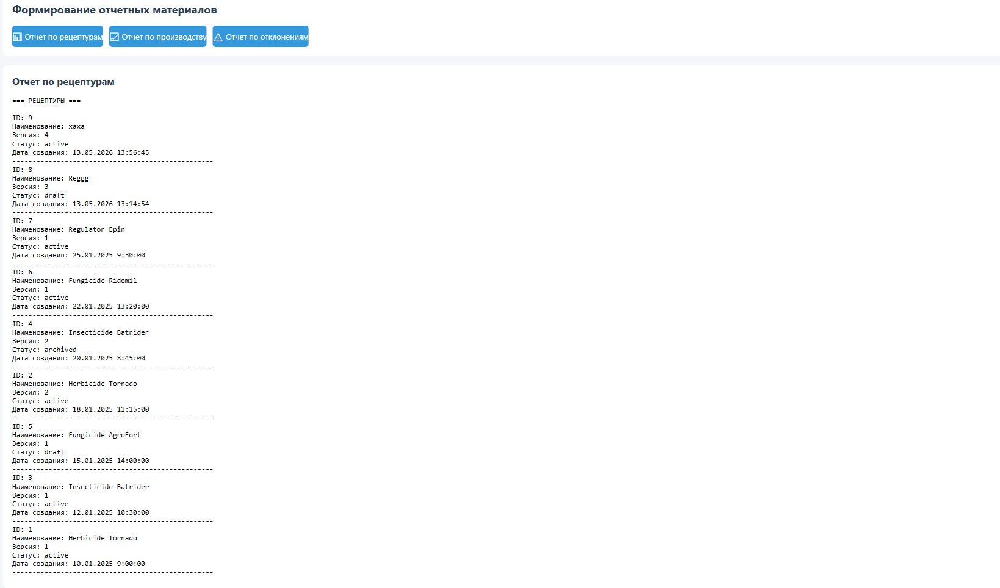 Формирование отчетных материалов
Отчет по рецептурам Отчет по производству Отчет по отклонениям
Отчет по рецептурам
=== РЕЦЕПТУРЫ ===
ID: 9
Наименование: хаха
Версия: 4
Статус: active
Дата создания: 13.05.2026 13:56:45
--------------------------------------------------
ID: 8
Наименование: Reggg
Версия: 3
Статус: draft
Дата создания: 13.05.2026 13:14:54
--------------------------------------------------
ID: 7
Наименование: Regulator Epin
Версия: 1
Статус: active
Дата создания: 25.01.2025 9:30:00
--------------------------------------------------
ID: 6
Наименование: Fungicide Ridomil
Версия: 1
Статус: active
Дата создания: 22.01.2025 13:20:00
--------------------------------------------------
ID: 4
Наименование: Insecticide Batrider
Версия: 2
Статус: archived
Дата создания: 20.01.2025 8:45:00
--------------------------------------------------
ID: 2
Наименование: Herbicide Tornado
Версия: 2
Статус: active
Дата создания: 18.01.2025 11:15:00
--------------------------------------------------
ID: 5
Наименование: Fungicide AgroFort
Версия: 1
Статус: draft
Дата создания: 15.01.2025 14:00:00
--------------------------------------------------
ID: 3
Наименование: Insecticide Batrider
Версия: 1
Статус: active
Дата создания: 12.01.2025 10:30:00
--------------------------------------------------
ID: 1
Наименование: Herbicide Tornado
Версия: 1
Статус: active
Дата создания: 10.01.2025 9:00:00
--------------------------------------------------